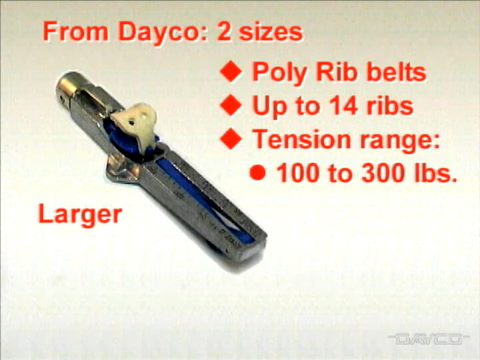 From Dayco: 2 sizes
Poly Rib belts
Up to 14 ribs
Tension range:
100 to 300 lbs.
Larger
DAYCO